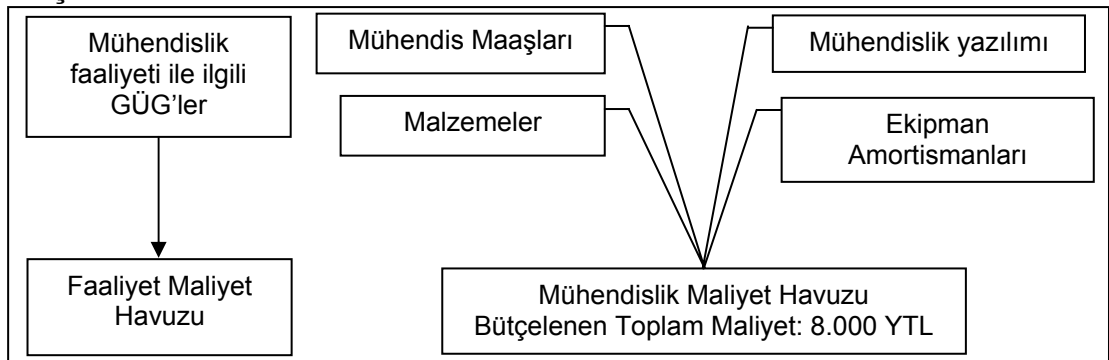 Mühendislik
faaliyeti ile ilgili
GÜG'ler
Mühendis Maaşları
Mühendislik yazılımı
Malzemeler
Ekipman
Amortismanları
Faaliyet Maliyet
Havuzu
Mühendislik Maliyet Havuzu
Bütçelenen Toplam Maliyet: 8.000 YTL